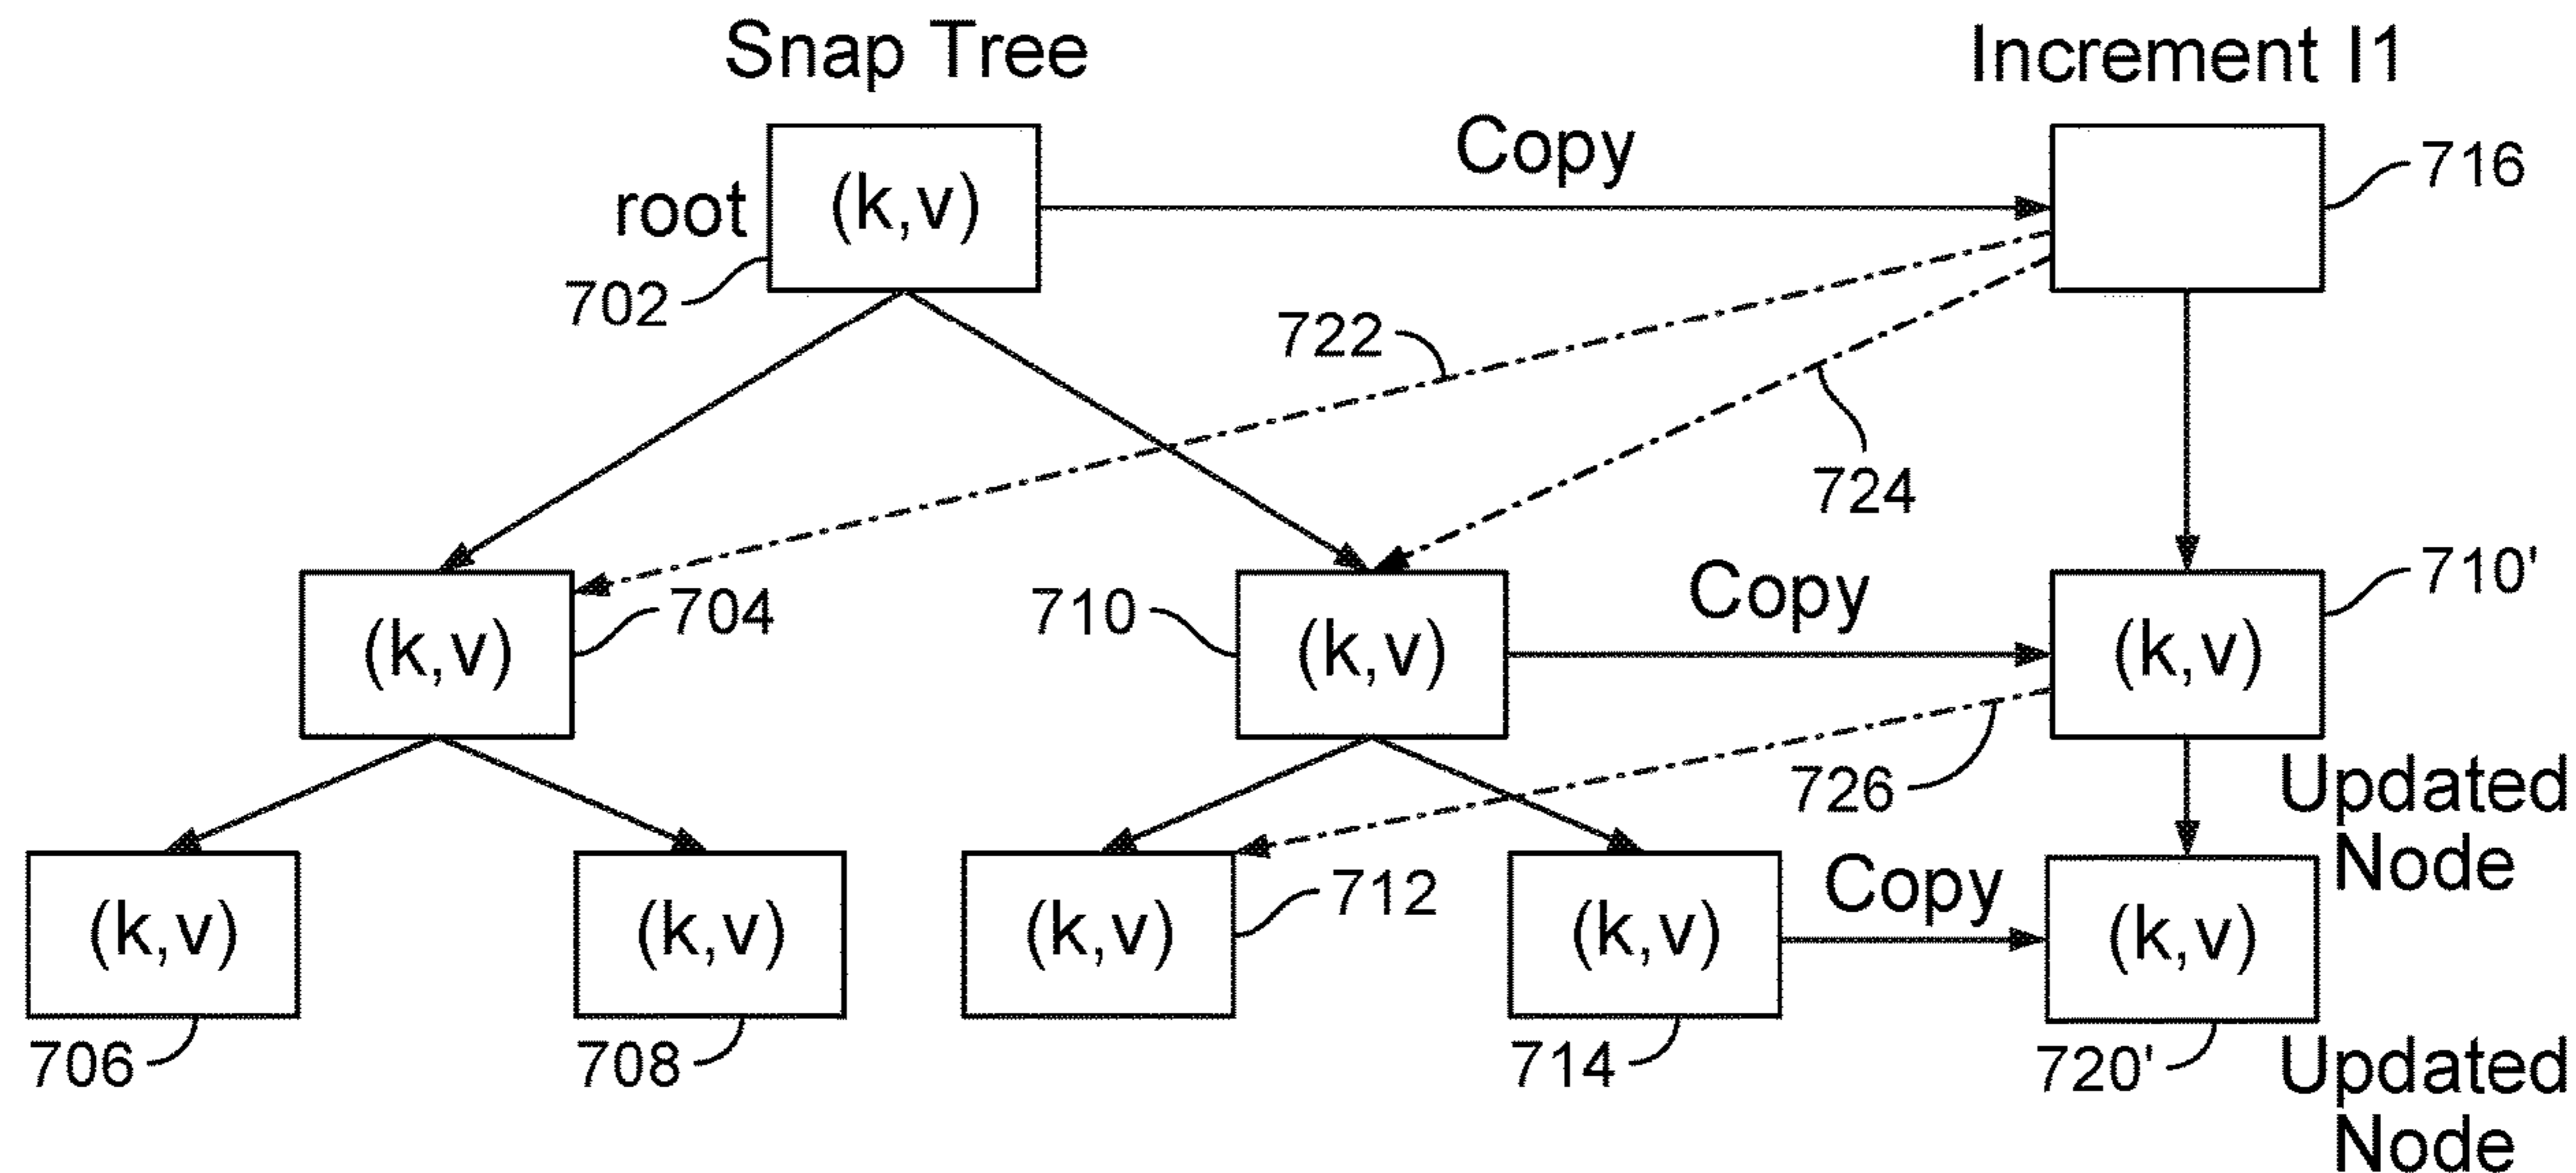 Snap Tree
Increment I1
Copy
716
root
(k,v)
702
722
724
710'
704
710
Copy
(k,v)
(k,v)
(k,v)
726
Updated
Node
712
Copy
(k,v)
(k,v)
(k,v)
(k,v)
(k,v)
706
708
714
720'
Updated
Node